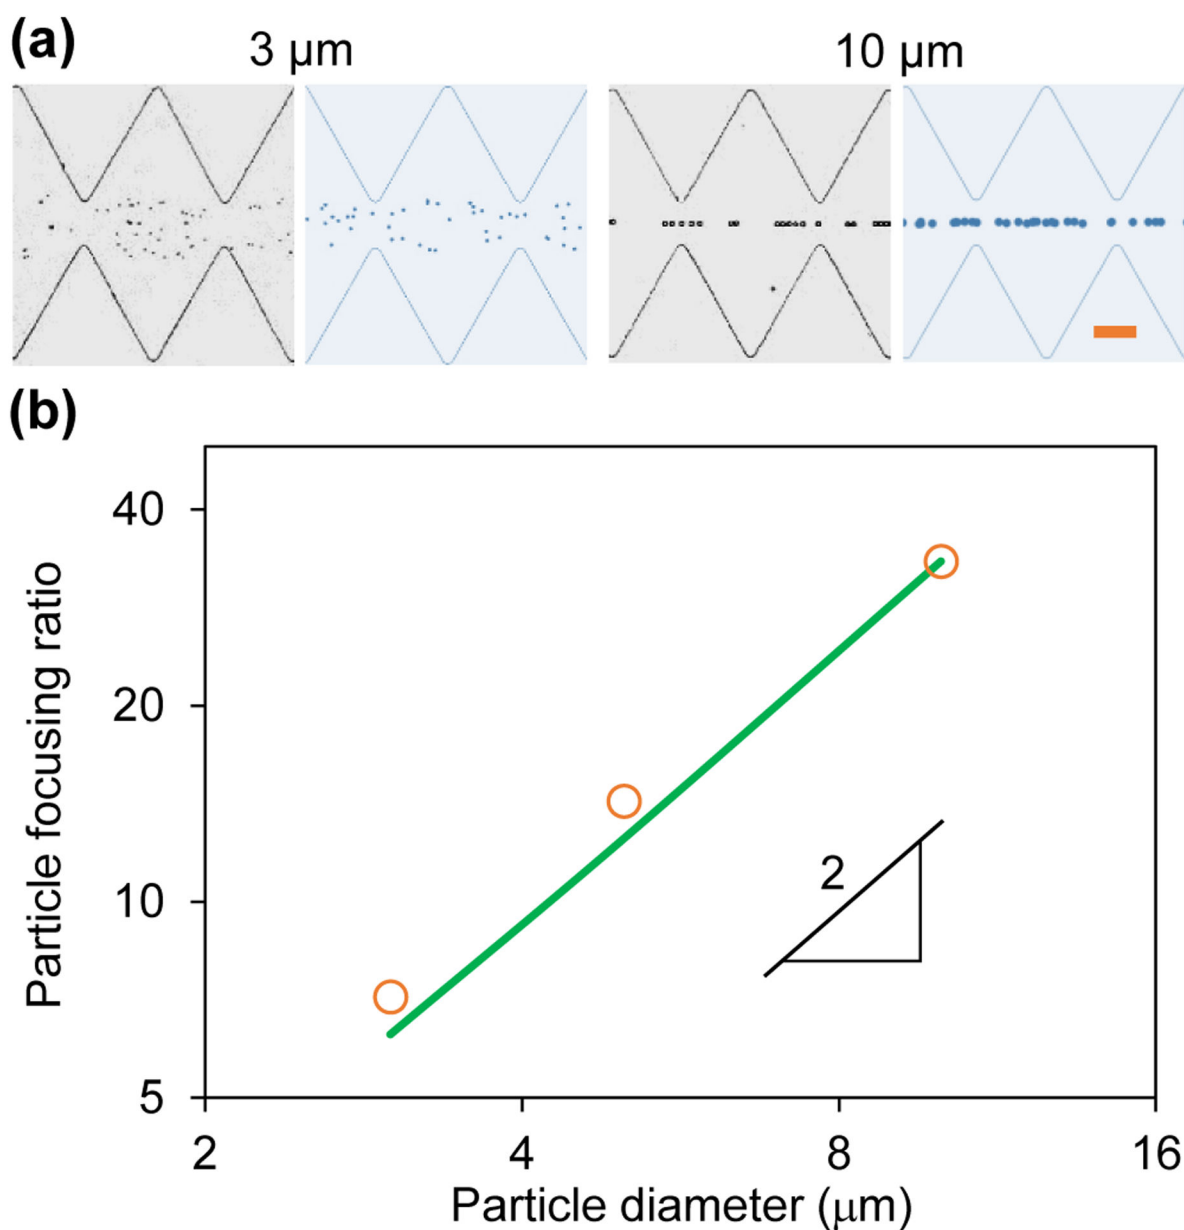 (a)
3 μm
10 μm
(b)
Particle focusing ratio
40
20
10
5
2
2
4
8
16
Particle diameter (μm)